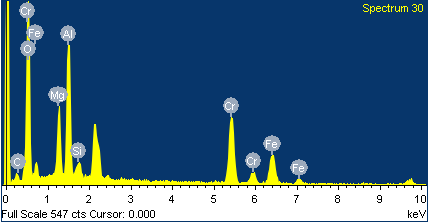 Spectrum 30
Cr
Fe
O
Al
Mg
Si
C
Cr
Cr
Fe
Fe
0 1 2 3 4 5 6 7 8 9 10
Full Scale 547 cts Cursor: 0.000 keV